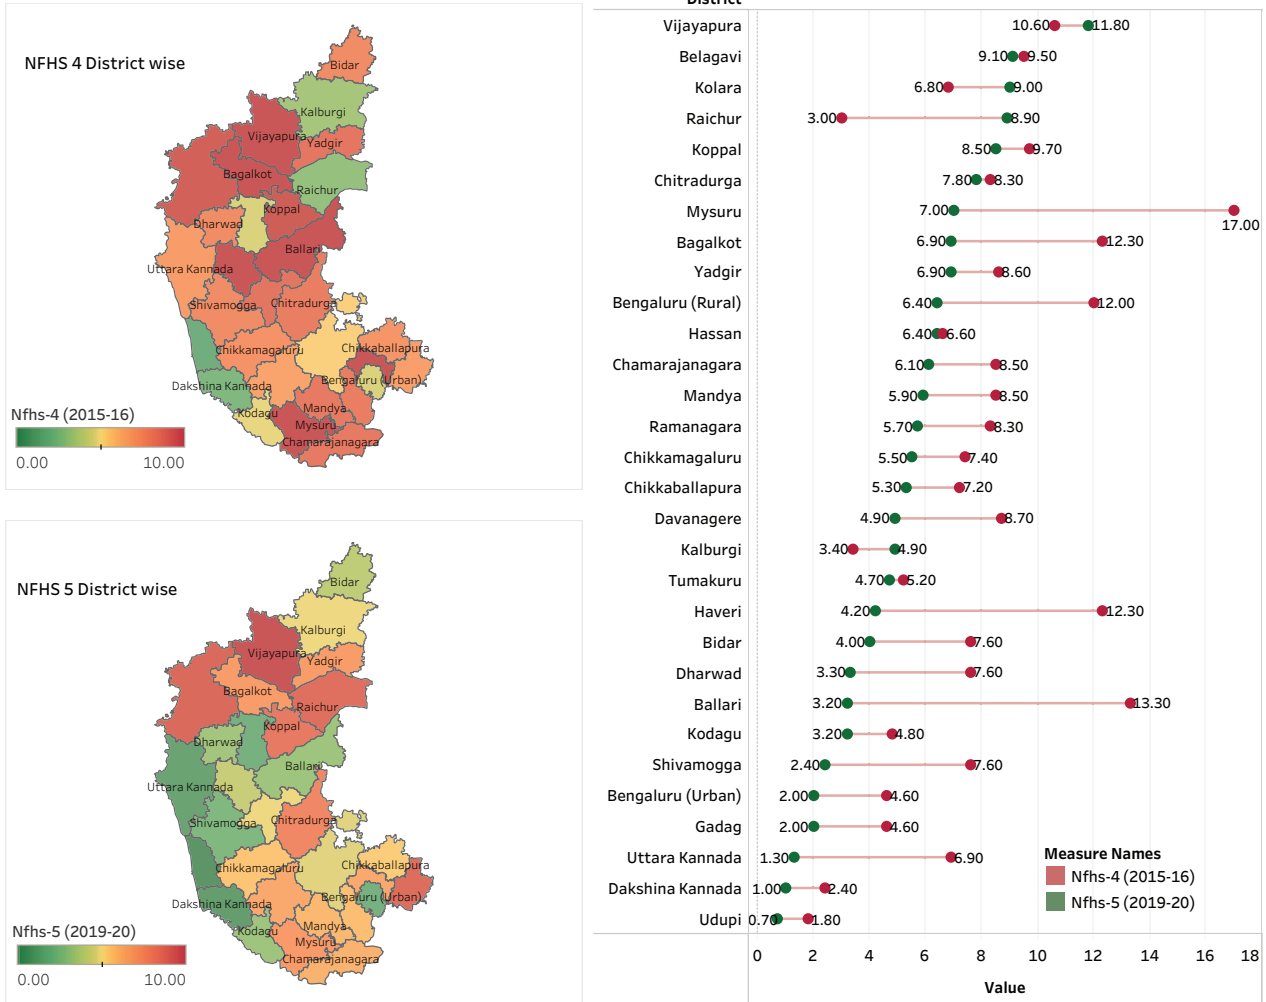 NFHS 4 District wise
Bidar
Kalburgi
Vijayapura
Yadgir
Bagalkot
Raichur
Koppal
Dharwad
Ballari
Uttara Kannada
Shivamogga
Chitradurga
Chikkamagaluru
Chikkaballapura
Bengaluru (Urban)
Dakshina Kannada
Mandya
Kodagu
Mysuru
Chamarajanagara
Nfhs-4 (2015-16)
0.00 10.00
NFHS 5 District wise
Bidar
Kalburgi
Vijayapura
Yadgir
Bagalkot
Raichur
Koppal
Dharwad
Ballari
Uttara Kannada
Shivamogga
Chitradurga
Chikkamagaluru
Chikkaballapura
Bengaluru (Urban)
Dakshina Kannada
Mandya
Kodagu
Mysuru
Chamarajanagara
Nfhs-5 (2019-20)
0.00 10.00
District
Vijayapura 10.60 11.80
Belagavi 9.10 9.50
Kolara 6.80 9.00
Raichur 3.00 8.90
Koppal 8.50 9.70
Chitradurga 7.80 8.30
Mysuru 7.00 17.00
Bagalkot 6.90 12.30
Yadgir 6.90 8.60
Bengaluru (Rural) 6.40 12.00
Hassan 6.40 6.60
Chamarajanagara 6.10 8.50
Mandya 5.90 8.50
Ramanagara 5.70 8.30
Chikkamagaluru 5.50 7.40
Chikkaballapura 5.30 7.20
Davanagere 4.90 8.70
Kalburgi 3.40 4.90
Tumakuru 4.70 5.20
Haveri 4.20 12.30
Bidar 4.00 7.60
Dharwad 3.30 7.60
Ballari 3.20 13.30
Kodagu 3.20 4.80
Shivamogga 2.40 7.60
Bengaluru (Urban) 2.00 4.60
Gadag 2.00 4.60
Uttara Kannada 1.30 6.90
Dakshina Kannada 1.00 2.40
Udupi 0.70 1.80
Measure Names
Nfhs-4 (2015-16)
Nfhs-5 (2019-20)
0 2 4 6 8 10 12 14 16 18
Value